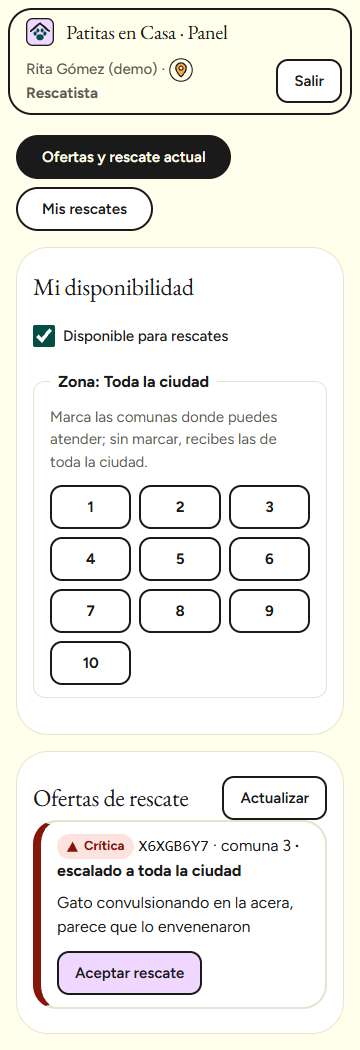 Patitas en Casa · Panel
Rita Gómez (demo) ·
Rescatista
Salir
Ofertas y rescate actual
Mis rescates
Mi disponibilidad
Disponible para rescates
Zona: Toda la ciudad
Marca las comunas donde puedes
atender; sin marcar, recibes las de
toda la ciudad.
1 2 3
4 5 6
7 8 9
10
Ofertas de rescate
Actualizar
Crítica X6XGB6Y7 · comuna 3 ·
escalado a toda la ciudad
Gato convulsionando en la acera,
parece que lo envenenaron
Aceptar rescate